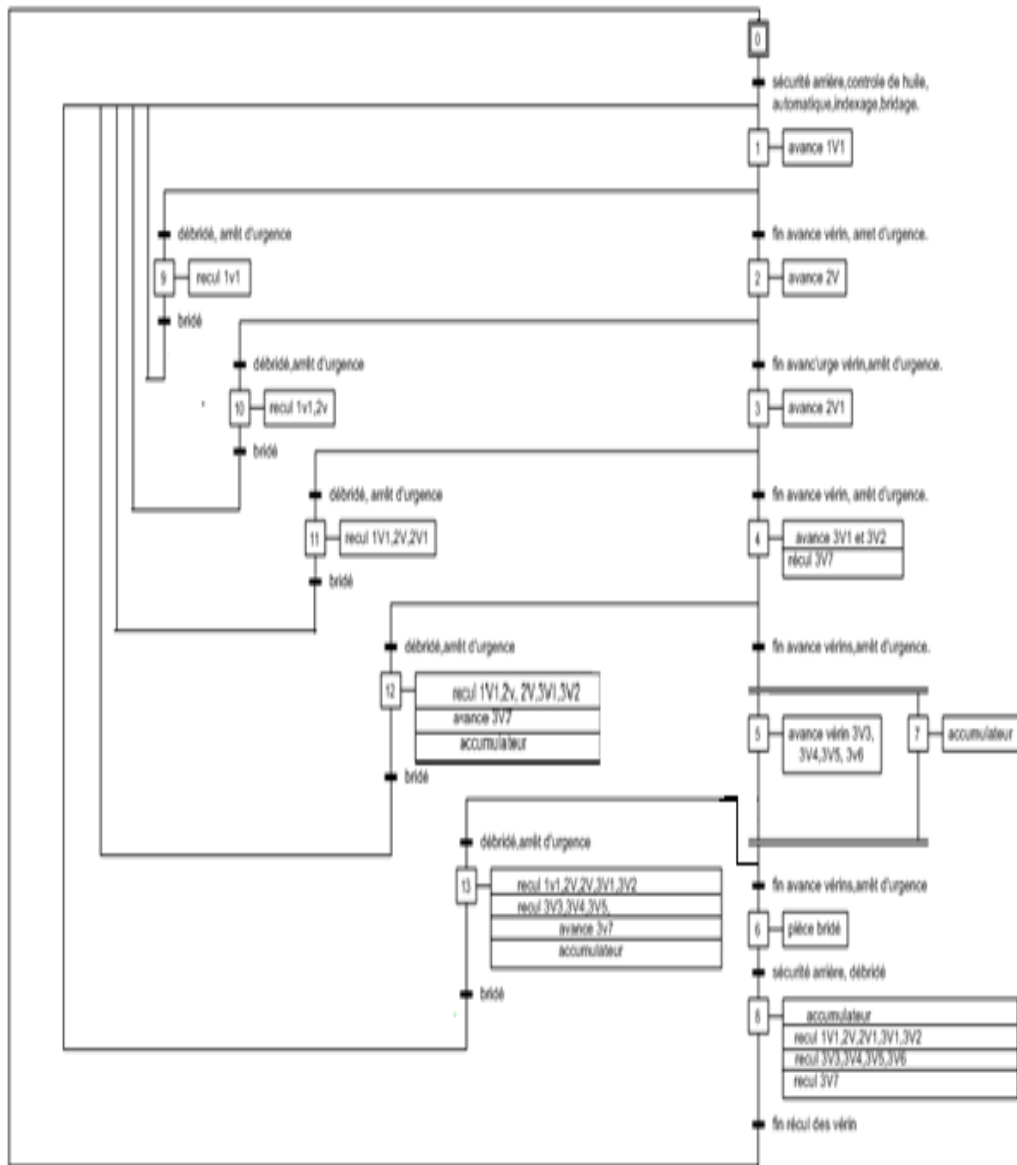 0
sécurité arrière,controle de huile,
automatique,indexage,bridage.
1
avance 1V1
débridé, arrêt d'urgence
fin avance vérin, arret d'urgence.
9
recul 1v1
2
avance 2V
bridé
débridé,arrêt d'urgence
fin avanc'urge vérin,arrêt d'urgence.
10
recul 1v1,2v
3
avance 2V1
bridé
débridé, arrêt d'urgence
fin avance vérin, arrêt d'urgence.
11
recul 1V1,2V,2V1
4
avance 3V1 et 3V2
récul 3V7
bridé
débridé,arrêt d'urgence
fin avance vérins,arrêt d'urgence.
12
recul 1V1,2v, 2V,3V1,3V2
avance 3V7
accumulateur
5
avance vérin 3V3,
3V4,3V5, 3v6
7
accumulateur
bridé
débridé,arrêt d'urgence
13
recul 1v1,2V,2V,3V1,3V2
recul 3V3,3V4,3V5,
avance 3v7
accumulateur
fin avance vérins,arrêt d'urgence
6
pièce bridé
sécurité arrière, débridé
bridé
8
accumulateur
recul 1V1,2V,2V1,3V1,3V2
recul 3V3,3V4,3V5,3V6
recul 3V7
fin récul des vérin